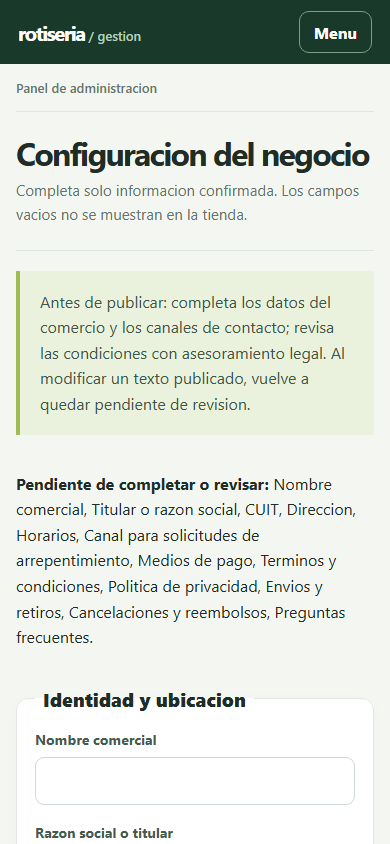 rotiseria / gestion
Menu
Panel de administracion
Configuracion del negocio
Completa solo informacion confirmada. Los campos
vacios no se muestran en la tienda.
Antes de publicar: completa los datos del
comercio y los canales de contacto; revisa
las condiciones con asesoramiento legal. Al
modificar un texto publicado, vuelve a
quedar pendiente de revision.
Pendiente de completar o revisar: Nombre
comercial, Titular o razon social, CUIT, Direccion,
Horarios, Canal para solicitudes de
arrepentimiento, Medios de pago, Terminos y
condiciones, Politica de privacidad, Envios y
retiros, Cancelaciones y reembolsos, Preguntas
frecuentes.
Identidad y ubicacion
Nombre comercial
Razon social o titular